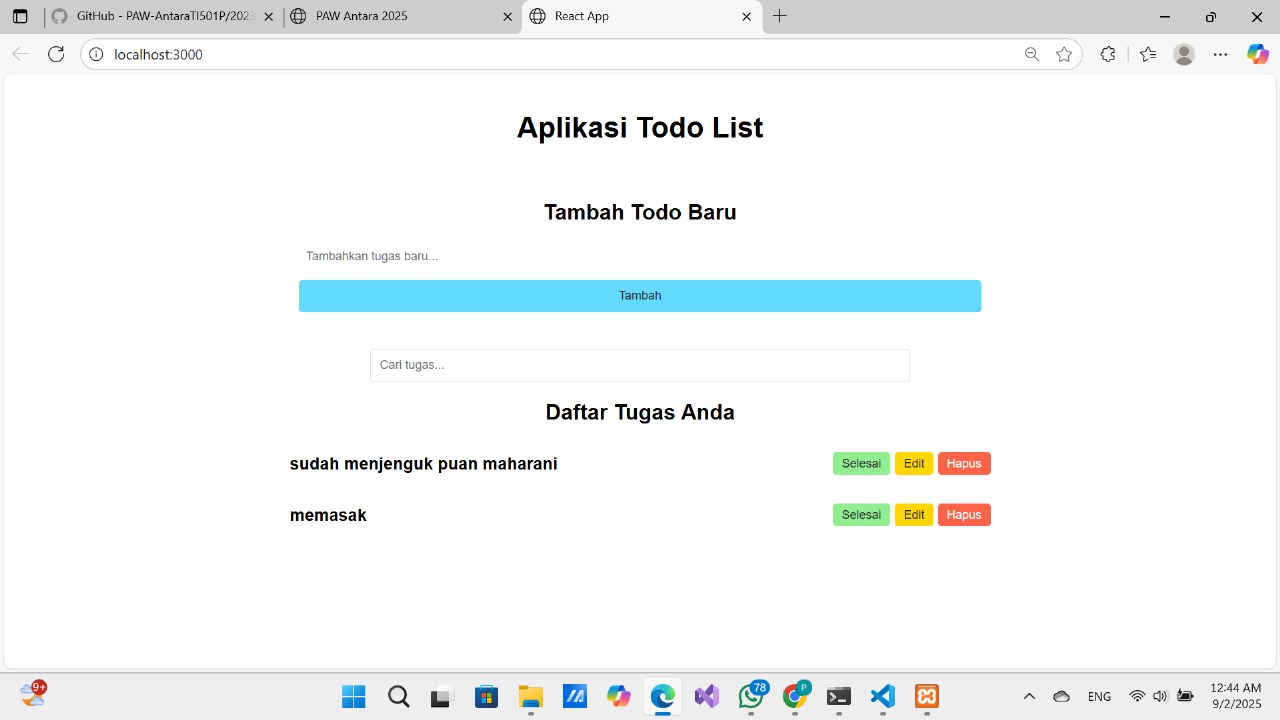 GitHub - PAW-AntaraTI501P/2023
PAW Antara 2025
React App
localhost:3000
Aplikasi Todo List
Tambah Todo Baru
Tambahkan tugas baru...
Tambah
Cari tugas...
Daftar Tugas Anda
sudah menjenguk puan maharani
Selesai Edit Hapus
memasak
Selesai Edit Hapus
9+
78
P
ENG
12:44 AM
9/2/2025